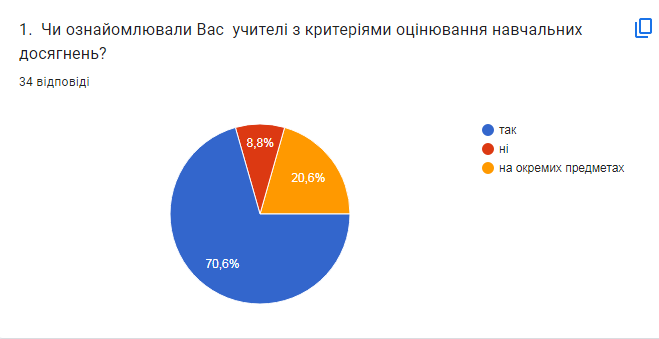 1. Чи ознайомлювали Вас учителі з критеріями оцінювання навчальних
досягнень?
34 відповіді
так
ні
на окремих предметах
8,8%
20,6%
70,6%